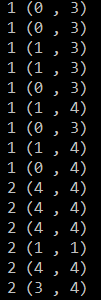 1 (0 , 3)
1 (0 , 3)
1 (1 , 3)
1 (1 , 3)
1 (0 , 3)
1 (1 , 4)
1 (0 , 3)
1 (1 , 4)
1 (0 , 4)
2 (4 , 4)
2 (4 , 4)
2 (4 , 4)
2 (1 , 1)
2 (4 , 4)
2 (3 , 4)